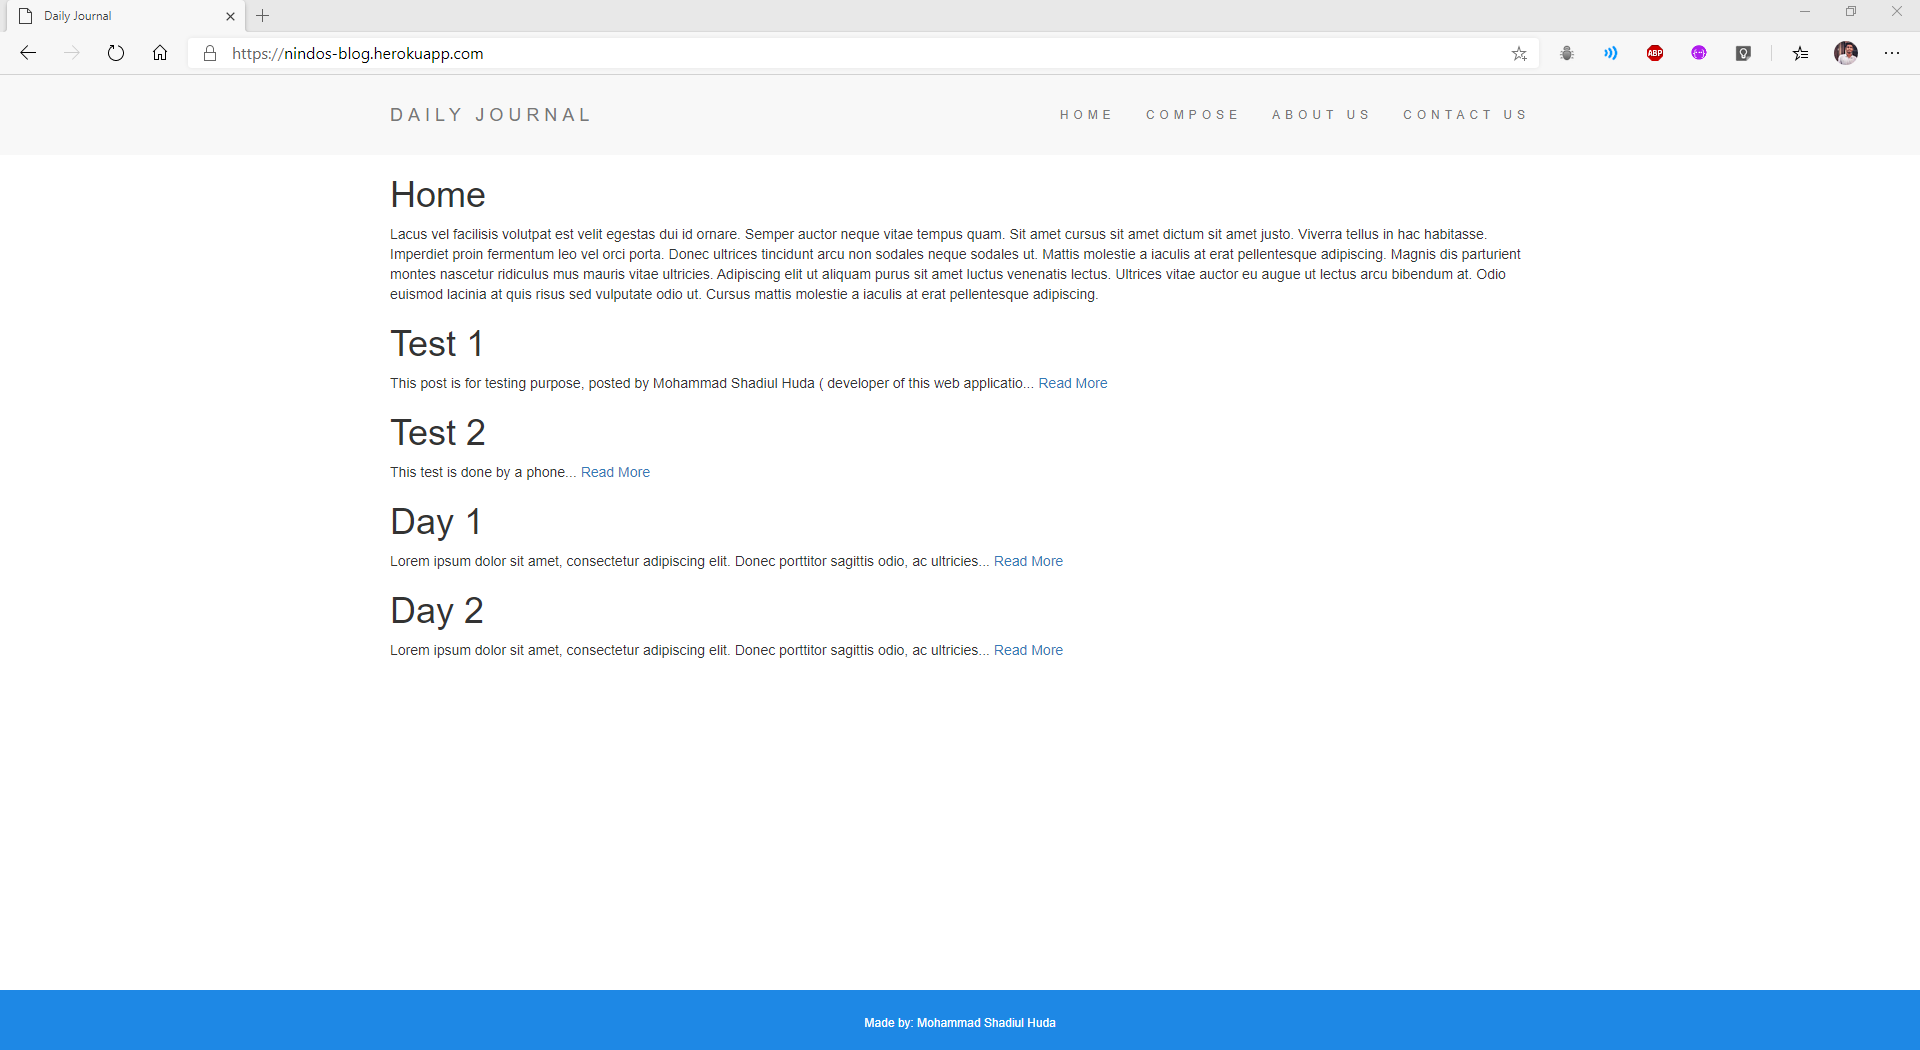 Daily Journal
https://nindos-blog.herokuapp.com
ABP
DAILY JOURNAL
HOME COMPOSE ABOUT US CONTACT US
Home
Lacus vel facilisis volutpat est velit egestas dui id ornare. Semper auctor neque vitae tempus quam. Sit amet cursus sit amet dictum sit amet justo. Viverra tellus in hac habitasse.
Imperdiet proin fermentum leo vel orci porta. Donec ultrices tincidunt arcu non sodales neque sodales ut. Mattis molestie a iaculis at erat pellentesque adipiscing. Magnis dis parturient
montes nascetur ridiculus mus mauris vitae ultricies. Adipiscing elit ut aliquam purus sit amet luctus venenatis lectus. Ultrices vitae auctor eu augue ut lectus arcu bibendum at. Odio
euismod lacinia at quis risus sed vulputate odio ut. Cursus mattis molestie a iaculis at erat pellentesque adipiscing.
Test 1
This post is for testing purpose, posted by Mohammad Shadiul Huda ( developer of this web applicatio... Read More
Test 2
This test is done by a phone... Read More
Day 1
Lorem ipsum dolor sit amet, consectetur adipiscing elit. Donec porttitor sagittis odio, ac ultricies... Read More
Day 2
Lorem ipsum dolor sit amet, consectetur adipiscing elit. Donec porttitor sagittis odio, ac ultricies... Read More
Made by: Mohammad Shadiul Huda